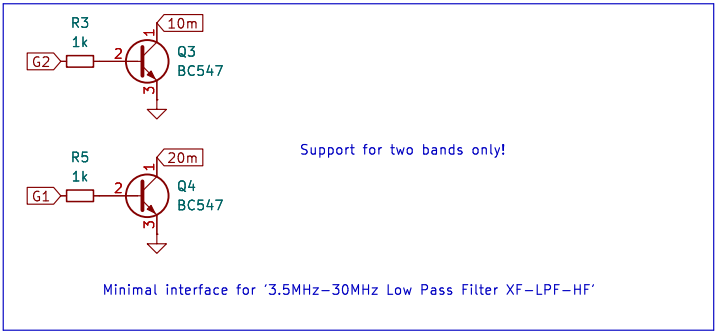 R3
1k
G2
2
1
3
10m
Q3
BC547
R5
1k
G1
2
1
3
20m
Q4
BC547
Support for two bands only!
Minimal interface for '3.5MHz-30MHz Low Pass Filter XF-LPF-HF'